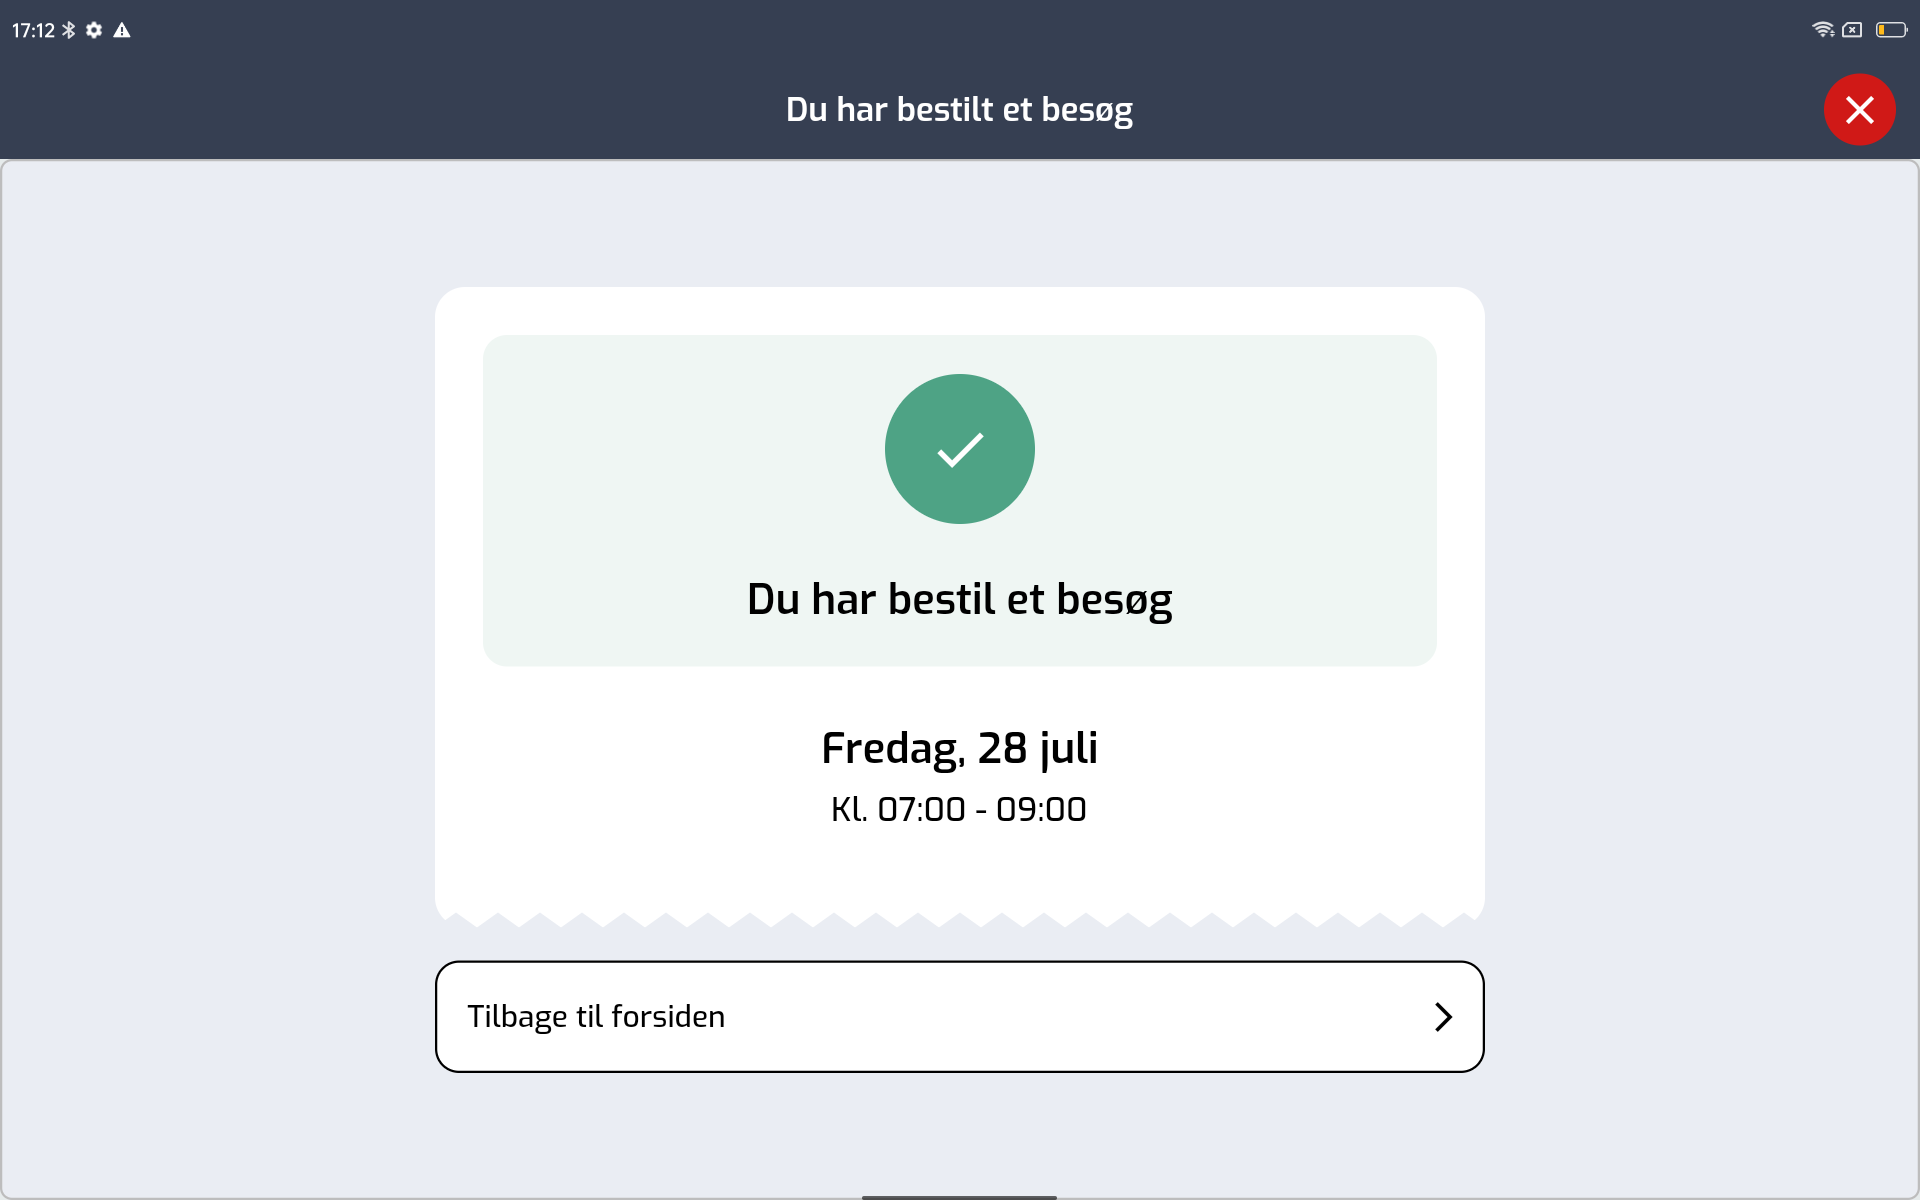 17:12
Du har bestilt et besøg
Du har bestil et besøg
Fredag, 28 juli
Kl. 07:00 - 09:00
Tilbage til forsiden